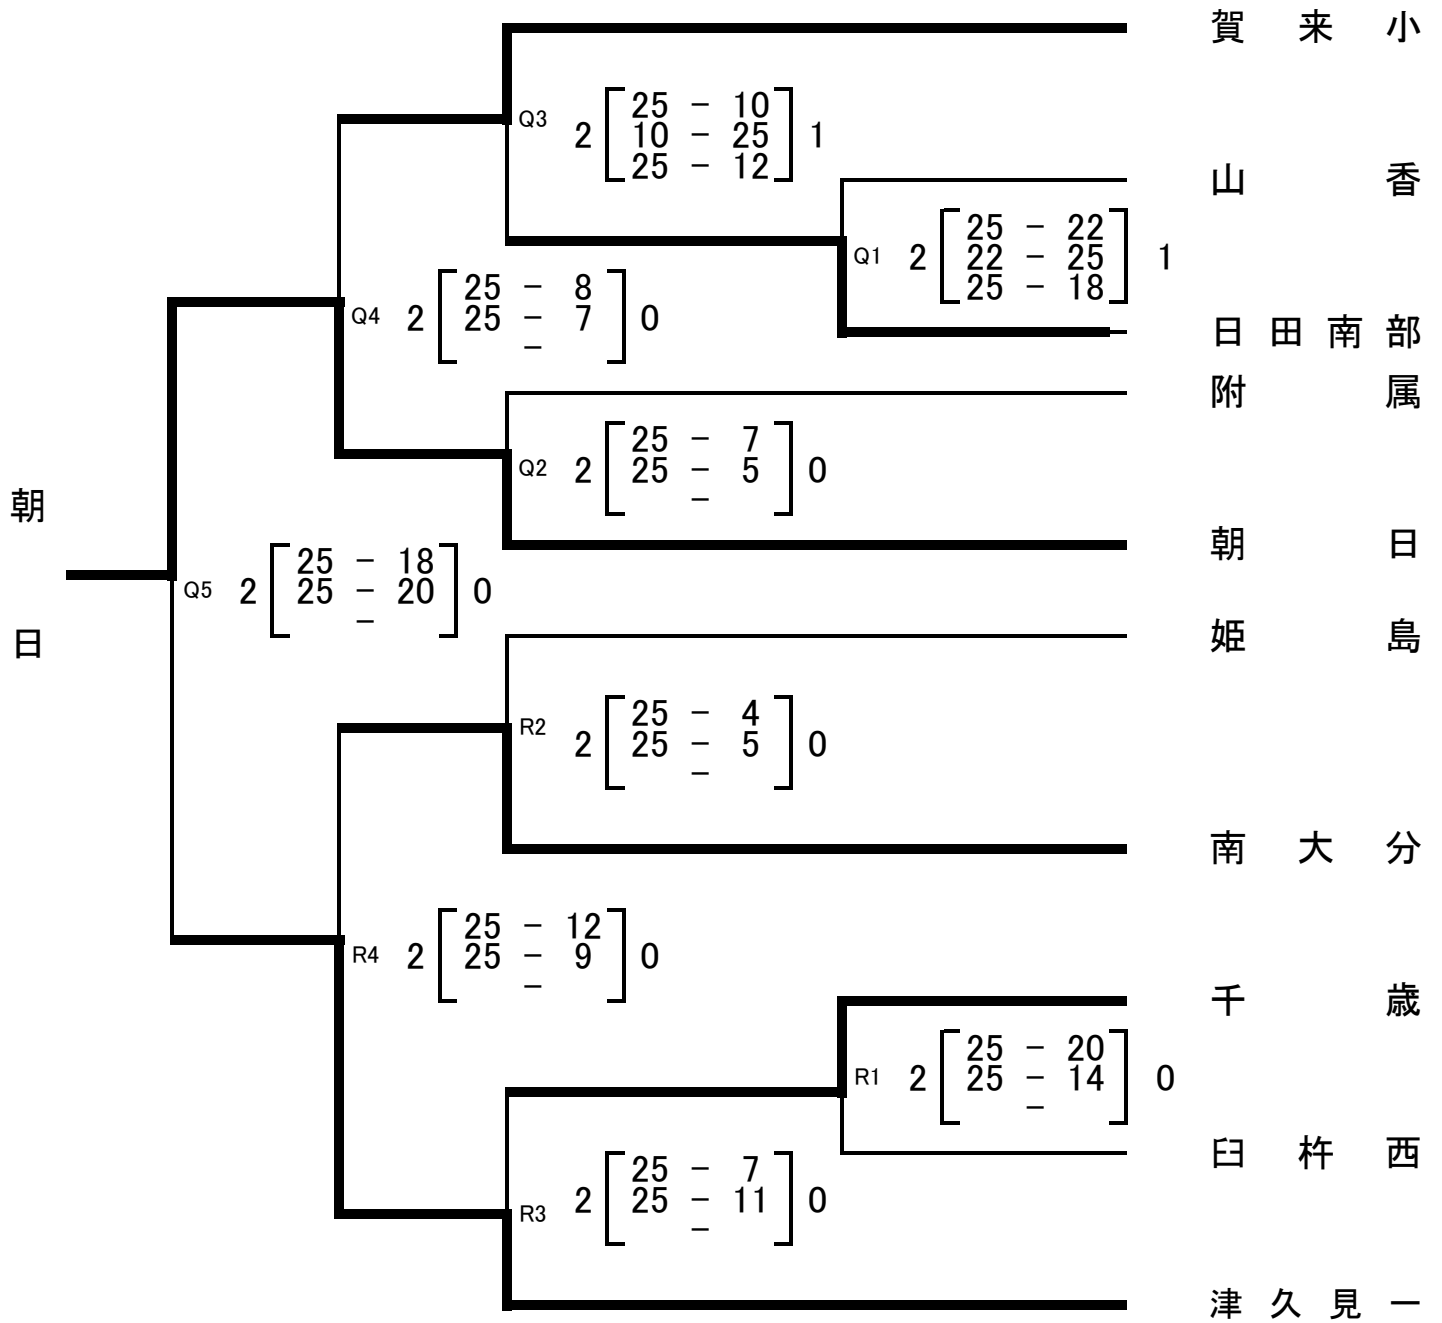 賀来小
Q3 2 25 - 10 1
10 - 25
25 - 12
山香
Q1 2 25 - 22 1
22 - 25
25 - 18
Q4 2 25 - 8 0
25 - 7
-
日田南部
附属
Q2 2 25 - 7 0
25 - 5
-
朝日
朝日
Q5 2 25 - 18 0
25 - 20
-
姫島
R2 2 25 - 4 0
25 - 5
-
南大分
R4 2 25 - 12 0
25 - 9
-
千歳
R1 2 25 - 20 0
25 - 14
-
臼杵西
R3 2 25 - 7 0
25 - 11
-
津久見一